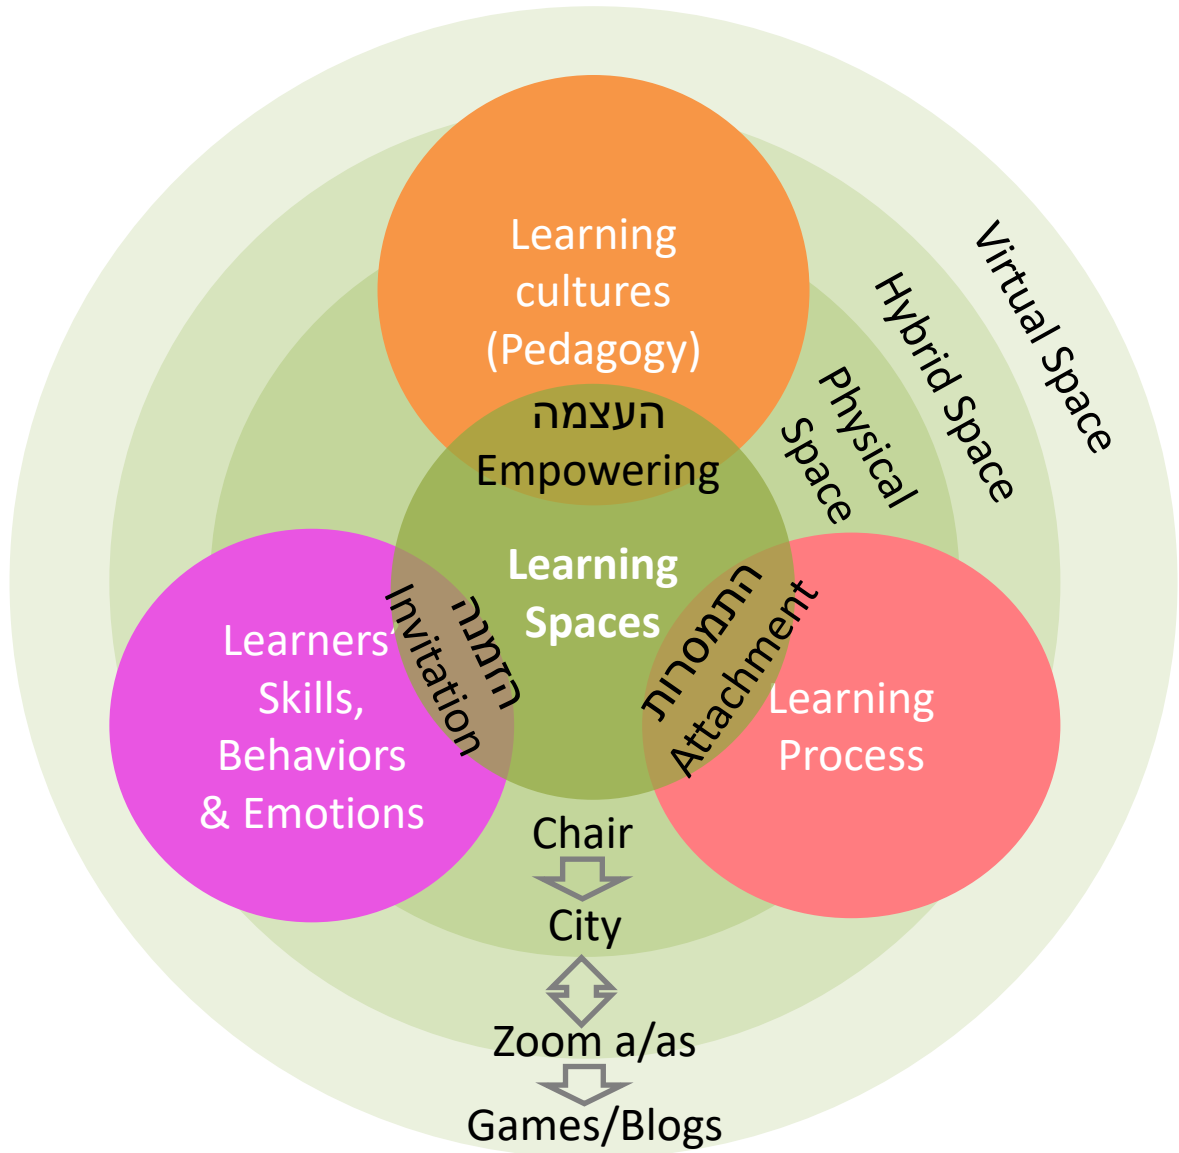 Learning
cultures
(Pedagogy)
העצמה
Empowering
Learning
Spaces
הזמנה
Invitation
התמסרות
Attachment
Learners'
Skills,
Behaviors
& Emotions
Learning
Process
Physical
Space
Hybrid Space
Virtual Space
Chair
City
Zoom a/as
Games/Blogs